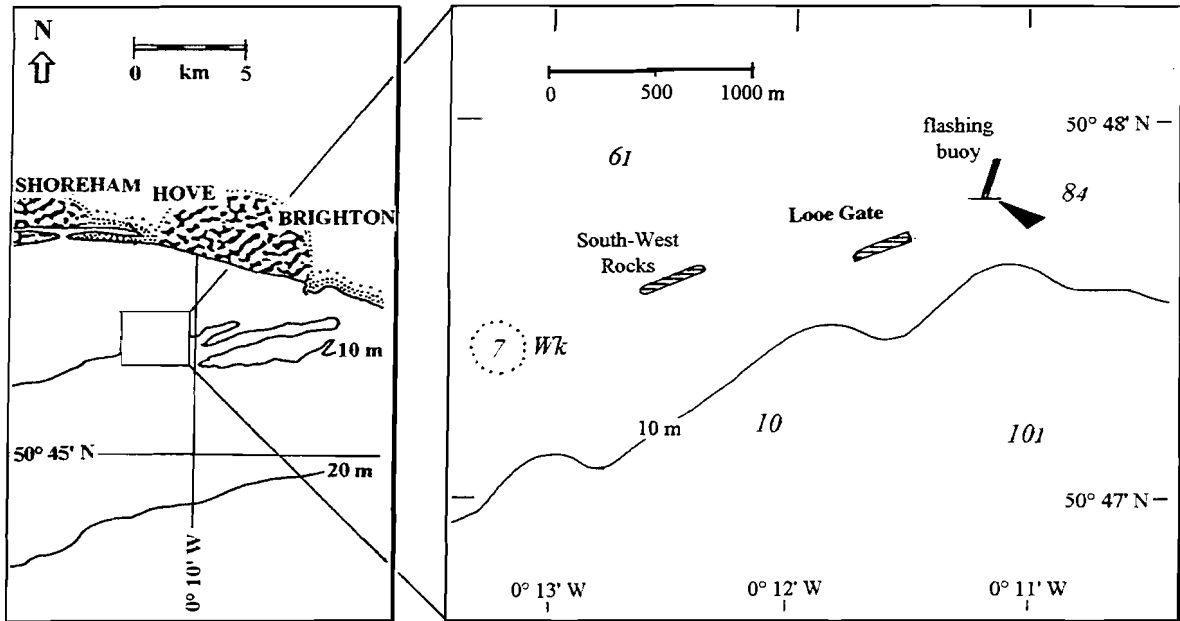 N
0 5
km
SHOREHAM
HOVE
BRIGHTON
10 m
50° 45' N
20 m
0° 10' W
0 500 1000 m
50° 48' N
flashing
buoy
61
84
Looe Gate
South-West
Rocks
7 Wk
10 m
10
101
50° 47' N
0° 13' W 0° 12' W 0° 11' W